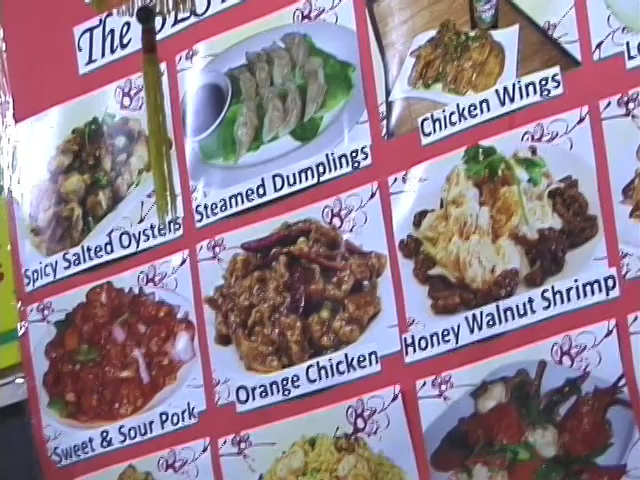 The
Chicken Wings
Steamed Dumplings
Spicy Salted Oysters
Honey Walnut Shrimp
Orange Chicken
Sweet & Sour Pork